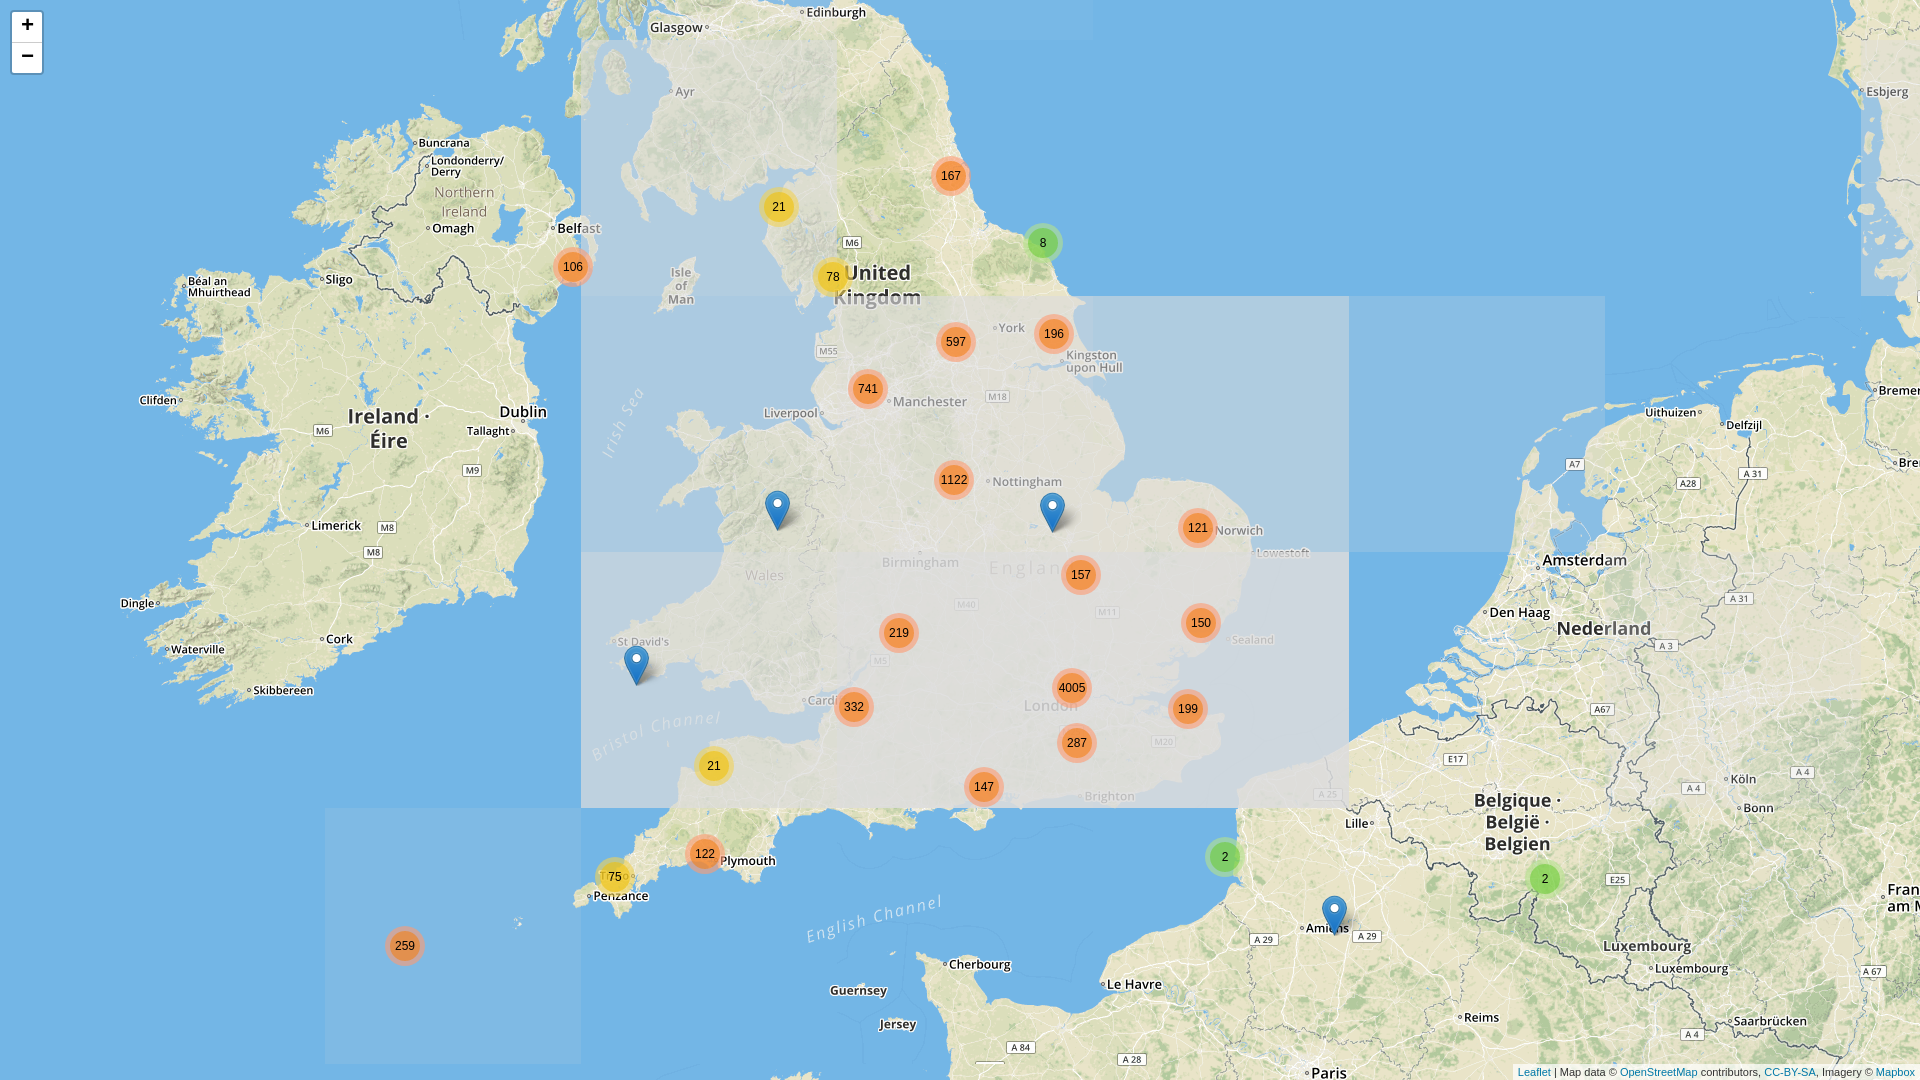 +
−
Edinburgh
Glasgow
Ayr
Esbjerg
Buncrana
Londonderry/
Derry
Northern
Ireland
Omagh
Belfast
167
21
8
M6
106
78
United
Kingdom
Isle
of
Man
Sligo
Béal an
Mhuirthead
York
597
196
M55
Kingston
upon Hull
741
Manchester
M18
Liverpool
Clifden
Ireland ·
Éire
Dublin
Tallaght
M6
M9
Irish Sea
Uithuizen
Delfzijl
Breme
Bre
A7
A 31
A28
1122
Nottingham
Limerick
M8
M8
121
Norwich
Lowestoft
Birmingham
Englan
157
Wales
M40
M11
Amsterdam
Den Haag
Nederland
A 31
A 3
Dingle
Cork
Waterville
Skibbereen
St David's
219
M5
150
Sealand
4005
London
199
Cardi
332
287
M20
Bristol Channel
21
147
Brighton
A 25
A67
E17
Köln
A 4
A 4
Bonn
Belgique ·
België ·
Belgien
Lille
122
Plymouth
75
Penzance
2
2
E25
Fran
am M
259
English Channel
Amiens
A 29
A 29
Luxembourg
Luxembourg
A 67
Cherbourg
Guernsey
Le Havre
Jersey
Reims
Saarbrücken
A 84
A 28
A 4
Paris
Leaflet | Map data © OpenStreetMap contributors, CC-BY-SA, Imagery © Mapbox